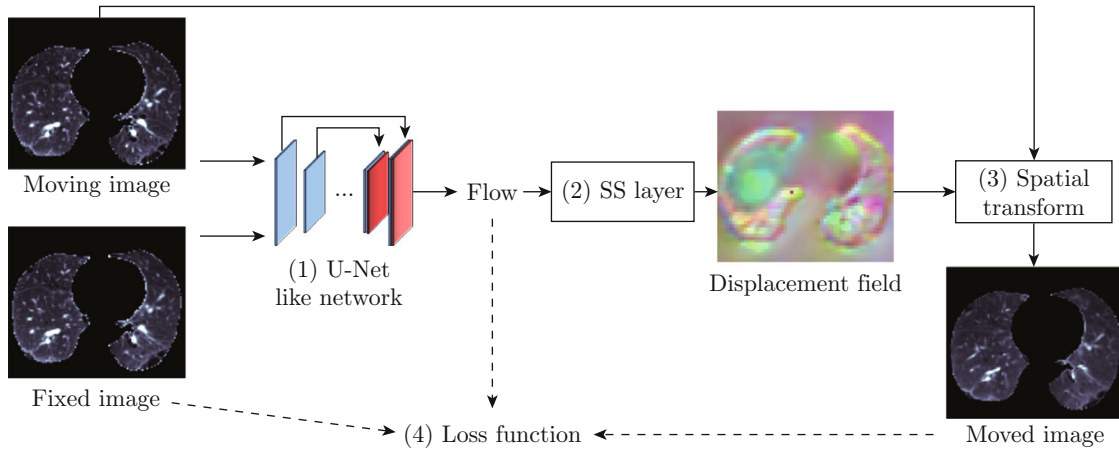 Moving image
...
(1) U-Net
like network
Flow
(2) SS layer
Displacement field
(3) Spatial
transform
Fixed image
(4) Loss function
Moved image